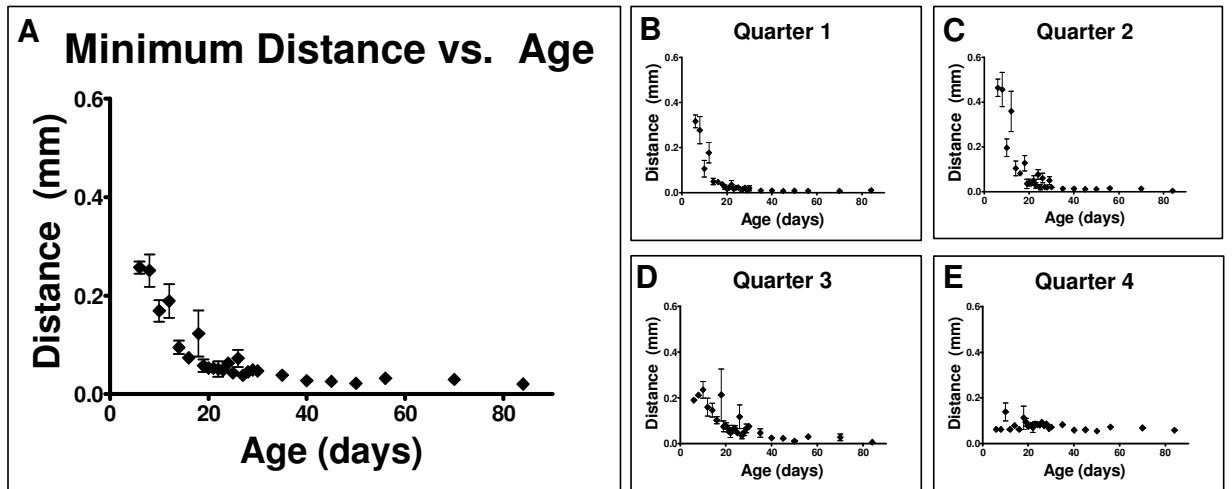 A
Minimum Distance vs. Age
0.6
0.4
0.2
0.0
Distance (mm)
0 20 40 60 80
Age (days)
B
Quarter 1
0.6
0.4
0.2
0.0
Distance (mm)
0 20 40 60 80
Age (days)
C
Quarter 2
0.6
0.4
0.2
0.0
Distance (mm)
0 20 40 60 80
Age (days)
D
Quarter 3
0.6
0.4
0.2
0.0
Distance (mm)
0 20 40 60 80
Age (days)
E
Quarter 4
0.6
0.4
0.2
0.0
Distance (mm)
0 20 40 60 80
Age (days)